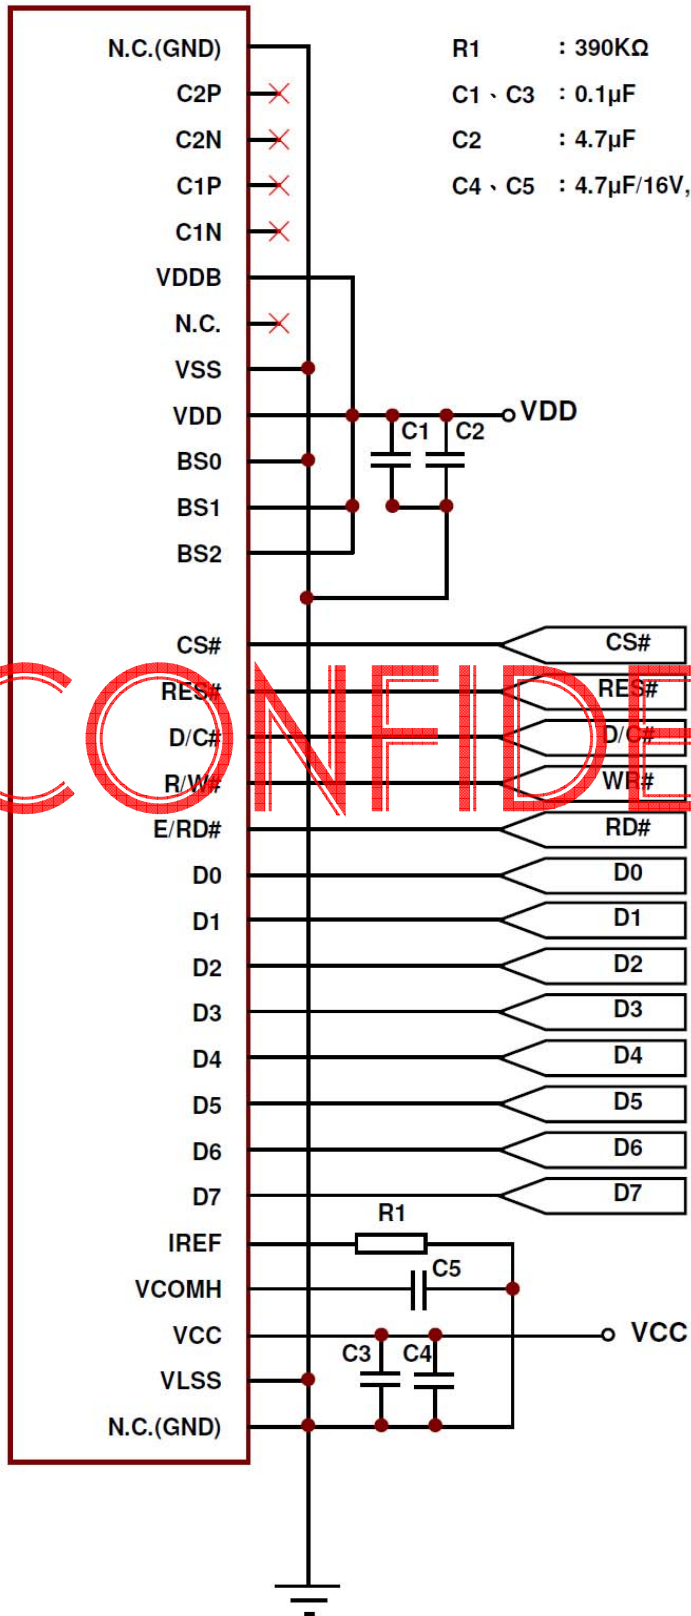 N.C.(GND)
R1 : 390KΩ
C2P
C1、C3 : 0.1µF
C2N
C2 : 4.7µF
C1P
C4、C5 : 4.7µF/16V,
C1N
VDDB
N.C.
VSS
VDD
VDD
C1 C2
BS0
BS1
BS2
CS# CS#
RES# RES#
D/C# D/C#
CONFIDE
R/W# WR#
E/RD# RD#
D0 D0
D1 D1
D2 D2
D3 D3
D4 D4
D5 D5
D6 D6
D7 D7
R1
IREF
C5
VCOMH
VCC VCC
C3 C4
VLSS
N.C.(GND)